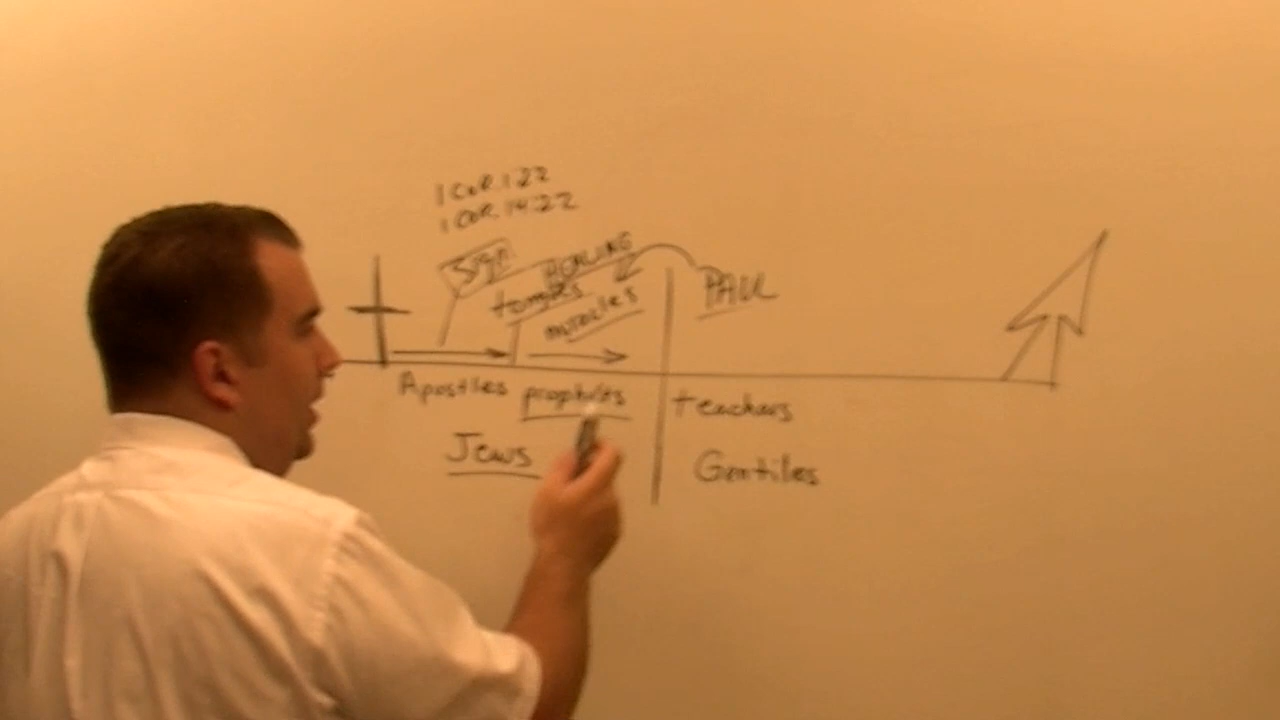 1 COR. 1:22
1 COR. 14:22
Sign
HEALING
tongues
miracles
PAUL
Apostles prophets teachers
Jews Gentiles